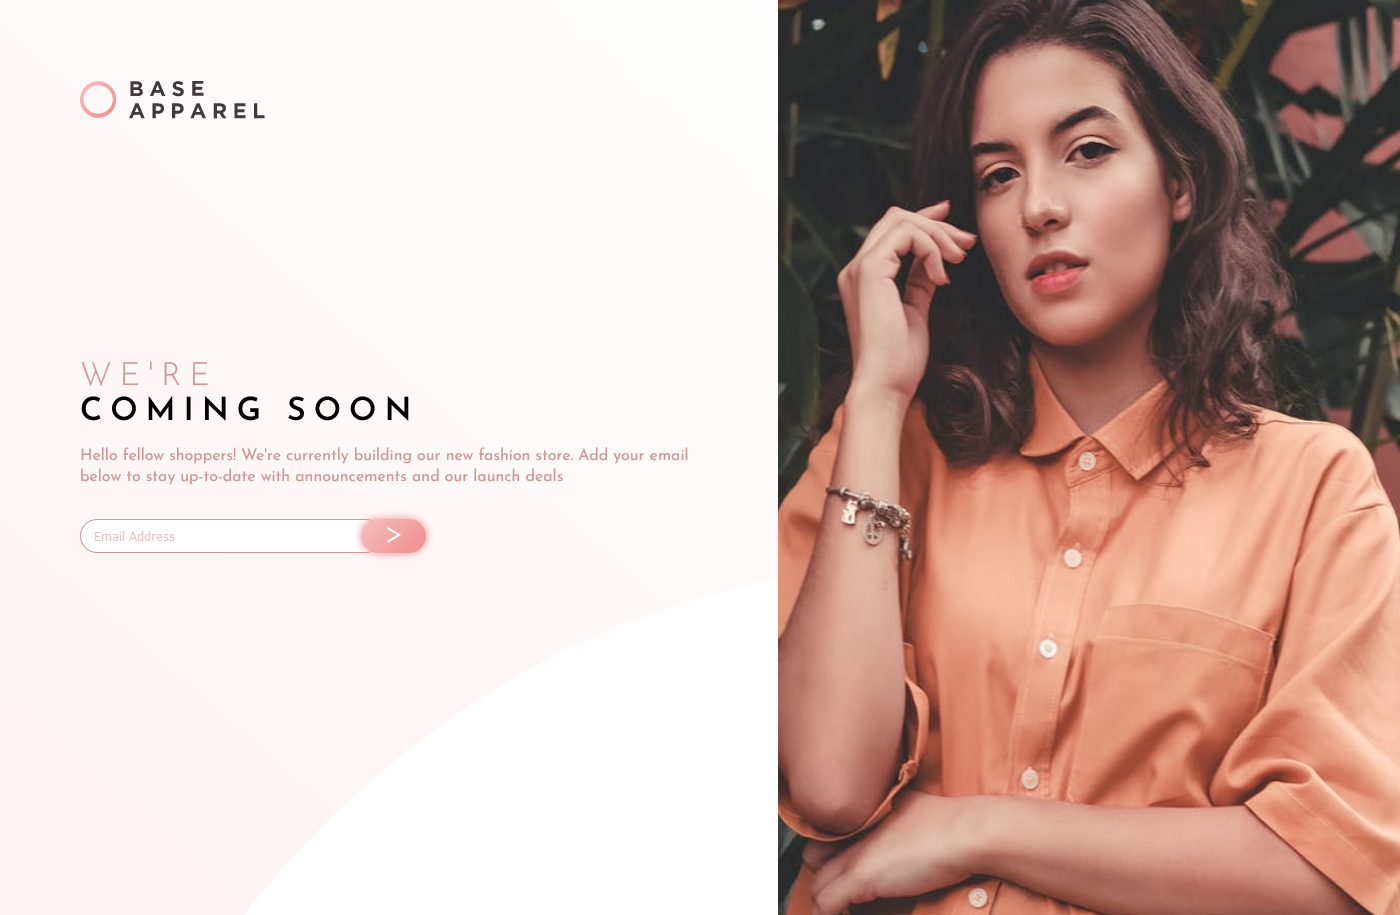 BASE
APPAREL
WE'RE
COMING SOON
Hello fellow shoppers! We're currently building our new fashion store. Add your email
below to stay up-to-date with announcements and our launch deals
Email Address
>